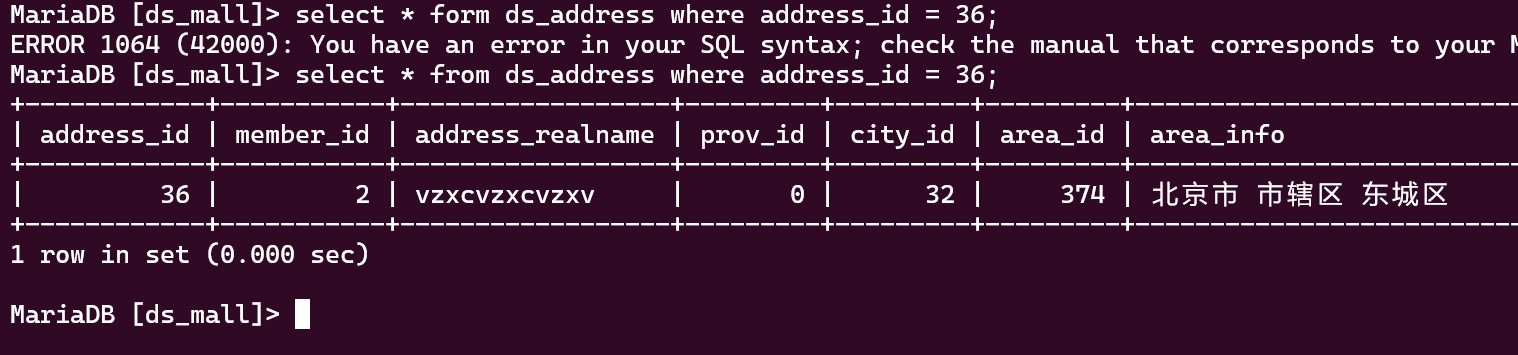 MariaDB [ds_mall]> select * form ds_address where address_id = 36;
ERROR 1064 (42000): You have an error in your SQL syntax; check the manual that corresponds to your
MariaDB [ds_mall]> select * from ds_address where address_id = 36;
+------------+-----------+------------------+---------+---------+---------+--------------------------
| address_id | member_id | address_realname | prov_id | city_id | area_id | area_info
+------------+-----------+------------------+---------+---------+---------+--------------------------
| 36 | 2 | vzxcvzxcvzxv | 0 | 32 | 374 | 北京市 市辖区 东城区
+------------+-----------+------------------+---------+---------+---------+--------------------------
1 row in set (0.000 sec)
MariaDB [ds_mall]>